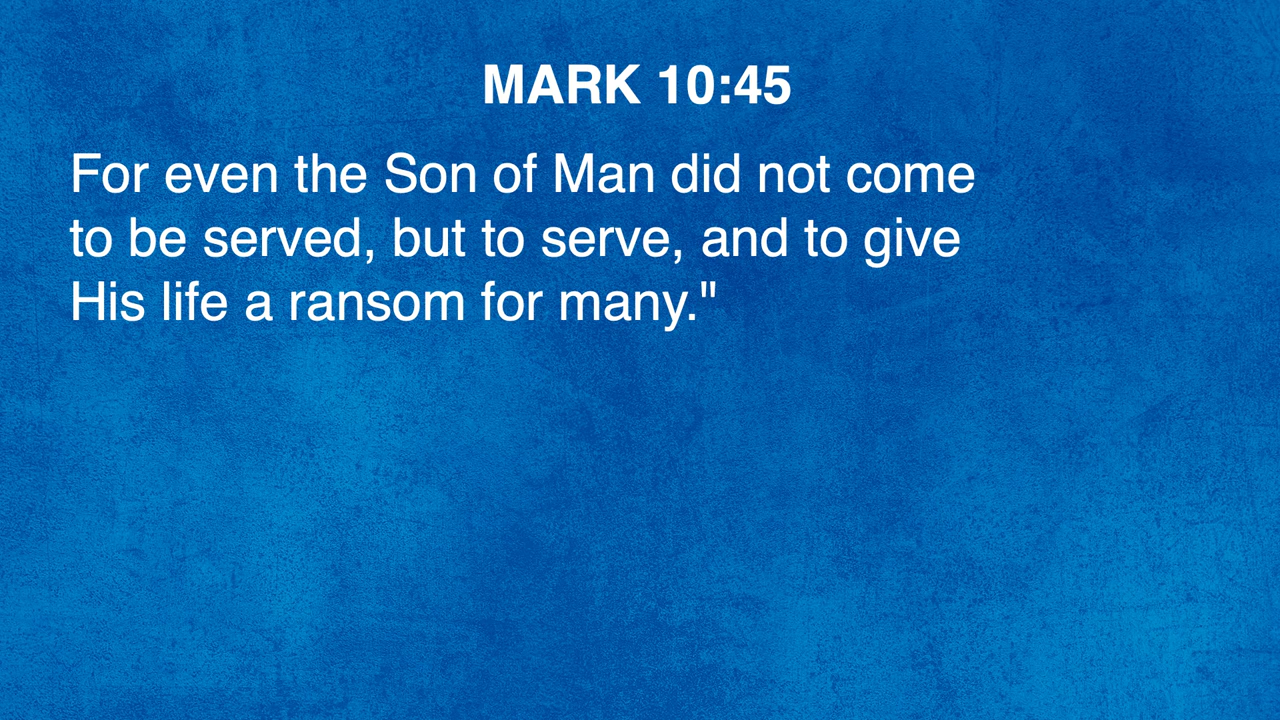 MARK 10:45
For even the Son of Man did not come
to be served, but to serve, and to give
His life a ransom for many."